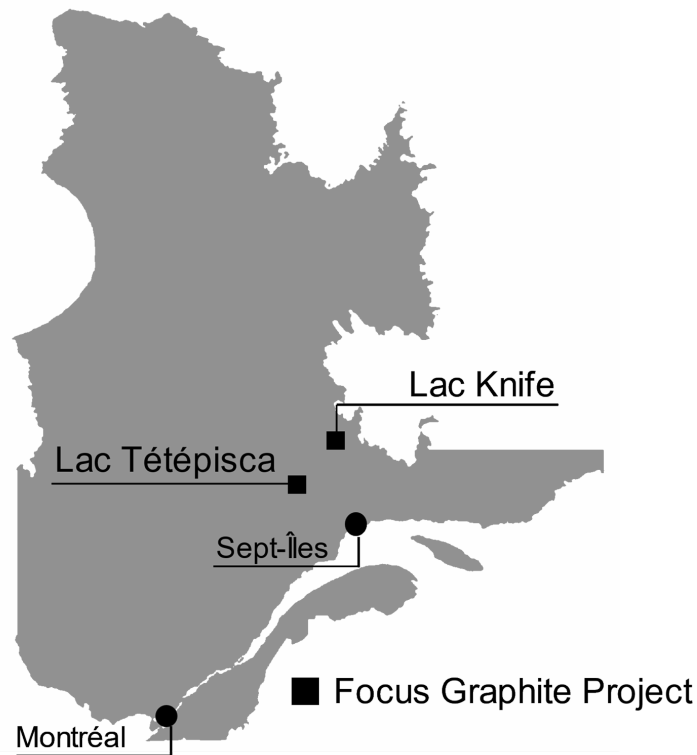 Lac Knife
Lac Tétépisca
Sept-Îles
Focus Graphite Project
Montréal